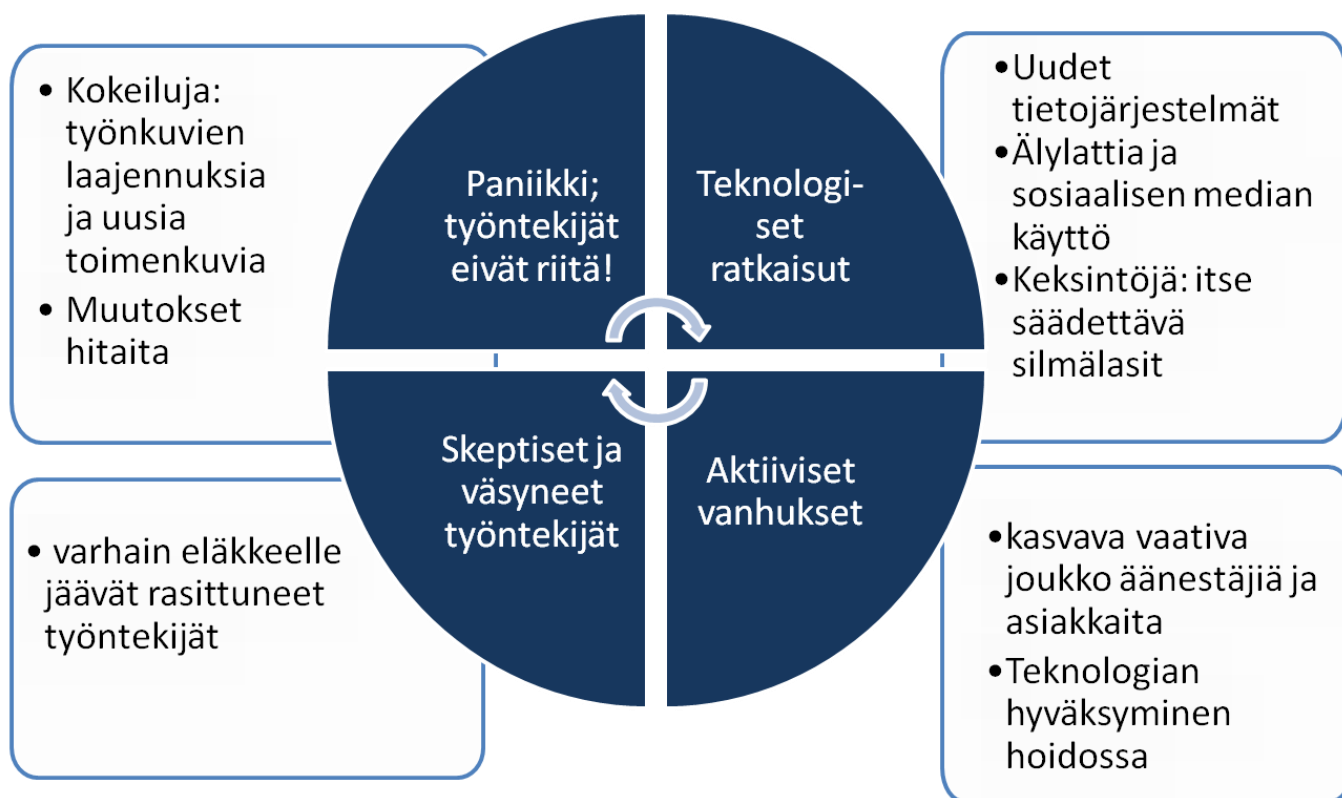 • Kokeiluja:
työnkuvien
laajennuksia
ja uusia
toimenkuvia
• Muutokset
hitaita
Paniikki;
työntekijät
eivät riitä!
Teknologi-
set
ratkaisut
•Uudet
tietojärjestelmät
•Älylattia ja
sosiaalisen median
käyttö
•Keksintöjä: itse
säädettävä
silmälasit
• varhain eläkkeelle
jäävät rasittuneet
työntekijät
Skeptiset ja
väsyneet
työntekijät
Aktiiviset
vanhukset
•kasvava vaativa
joukko äänestäjiä ja
asiakkaita
•Teknologian
hyväksyminen
hoidossa